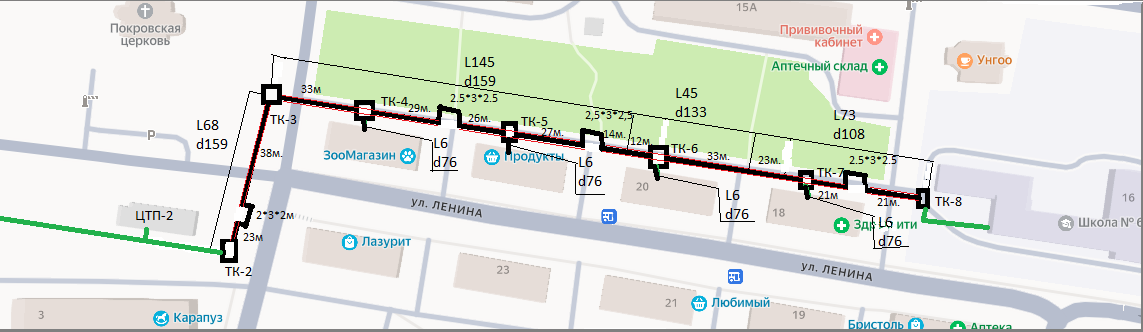 Покровская
церковь
15А
Прививочный
кабинет
Аптечный склад
Унгоо
L145
d159
33м
ТК-4
29м.
2.5*3*2.5
26м.
ТК-5
27м.
2,5*3*2.5
14м.
12м
L45
d133
ТК-6
33м.
L73
d108
23м.
ТК-7
2.5*3*2.5
21м
21м.
ТК-8
ТК-3
L68
d159
38м.
Р
ЗооМагазин
L6
d76
Продукты
L6
d76
20
L6
d76
18
L6
d76
16
Школа № 6
ул. ЛЕНИНА
ЦТП-2
2*3*2м
23м
ТК-2
Лазурит
23
21
Любимый
ул. ЛЕНИНА
19
3
Карапуз
Бристоль
Аптека